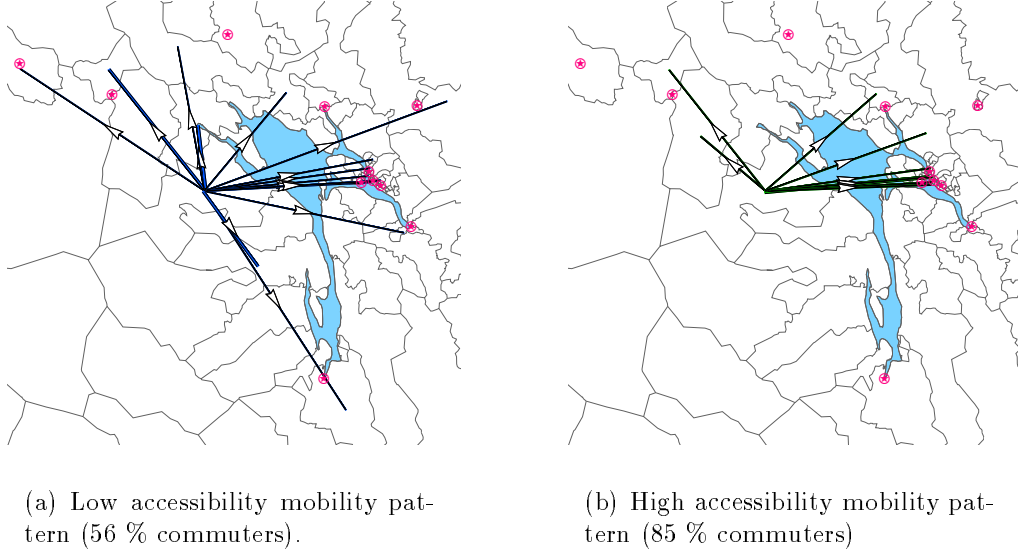 (a) Low accessibility mobility pat-
tern (56 % commuters).
(b) High accessibility mobility pat-
tern (85 % commuters)